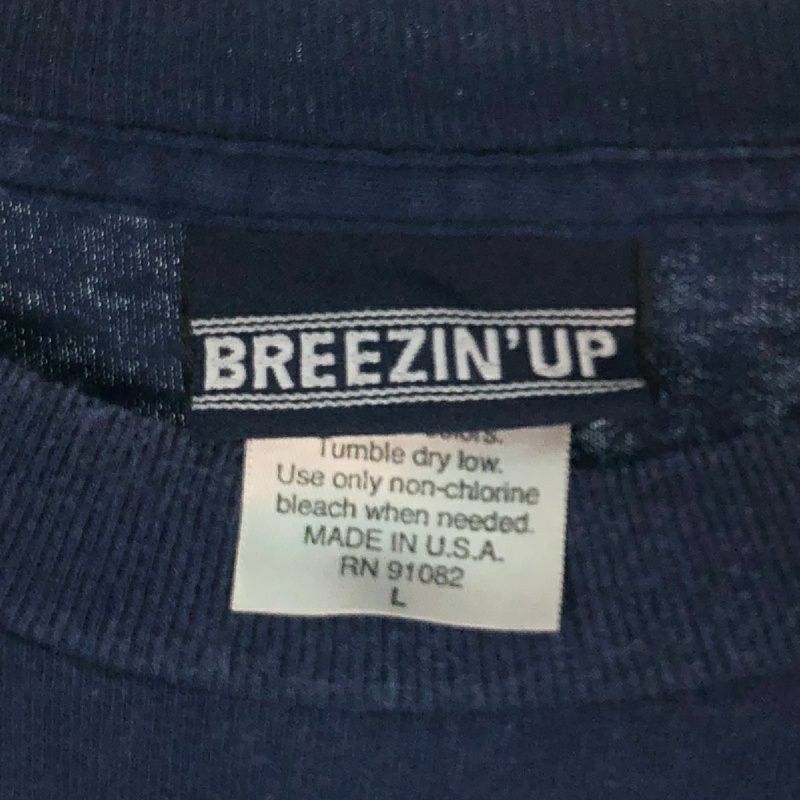 BREEZIN'UP
Tumble dry low.
Use only non-chlorine
bleach when needed.
MADE IN U.S.A.
RN 91082
L